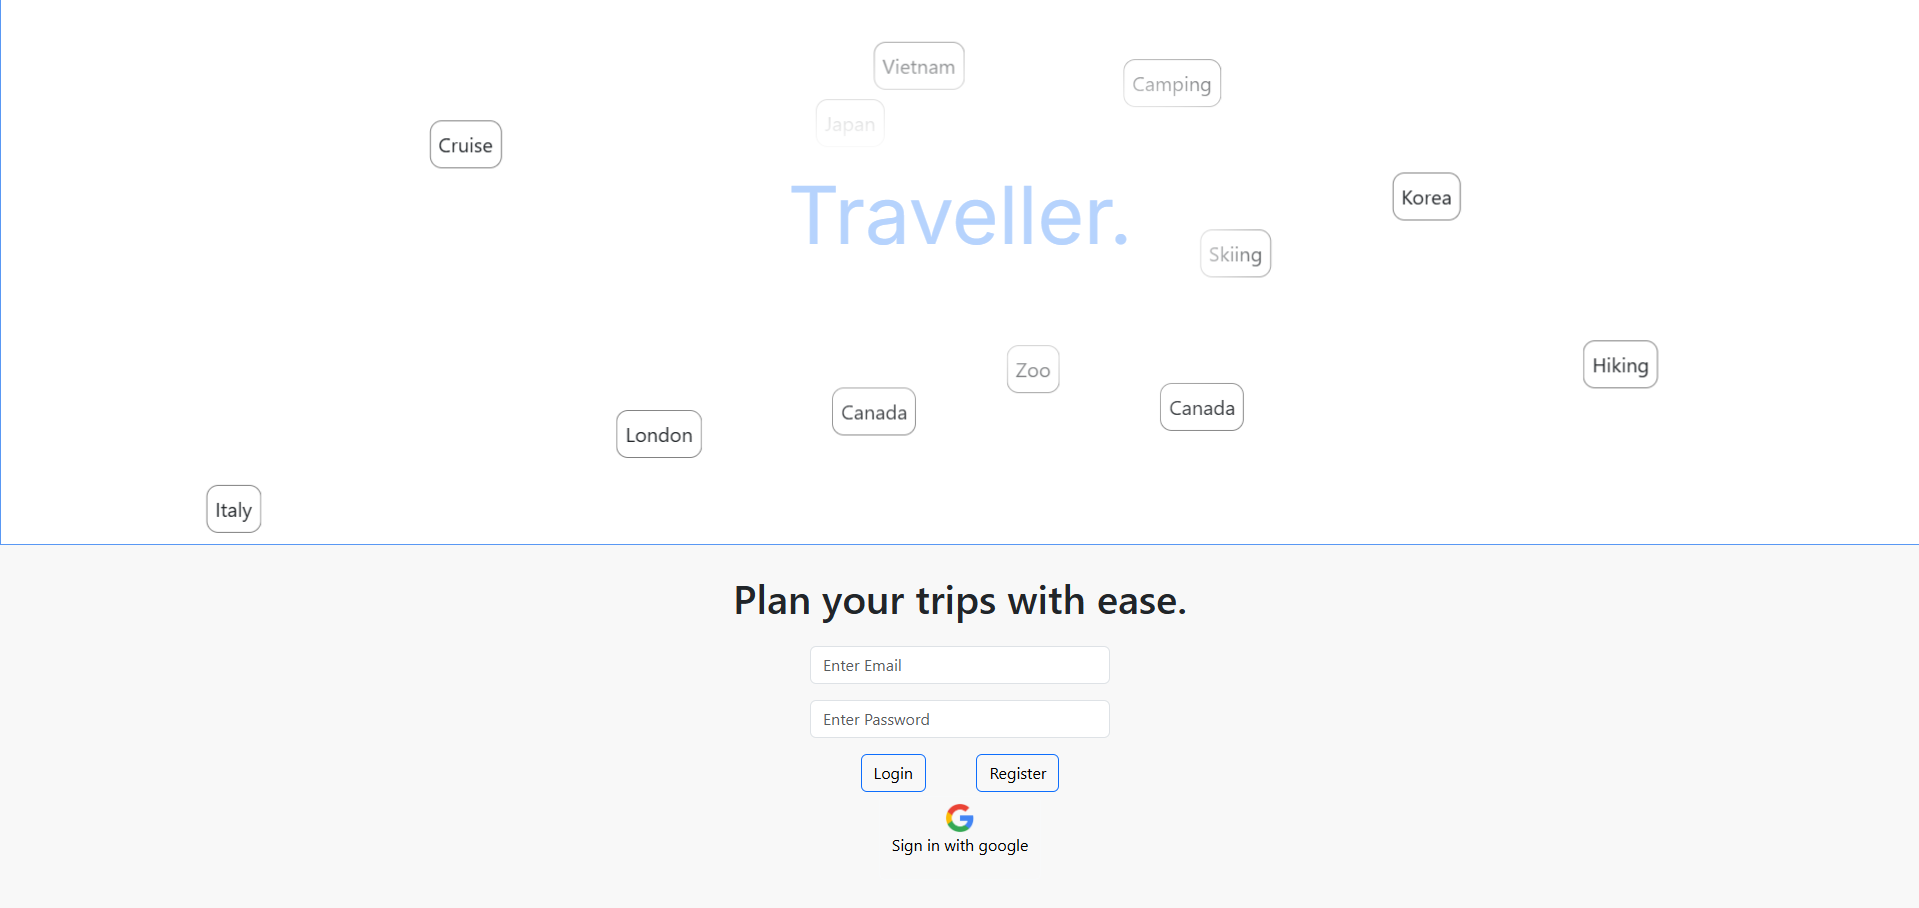 Vietnam
Camping
Japan
Cruise
Traveller.
Korea
Skiing
Hiking
Zoo
Canada
Canada
London
Italy
Plan your trips with ease.
Enter Email
Enter Password
Login
Register
Sign in with google